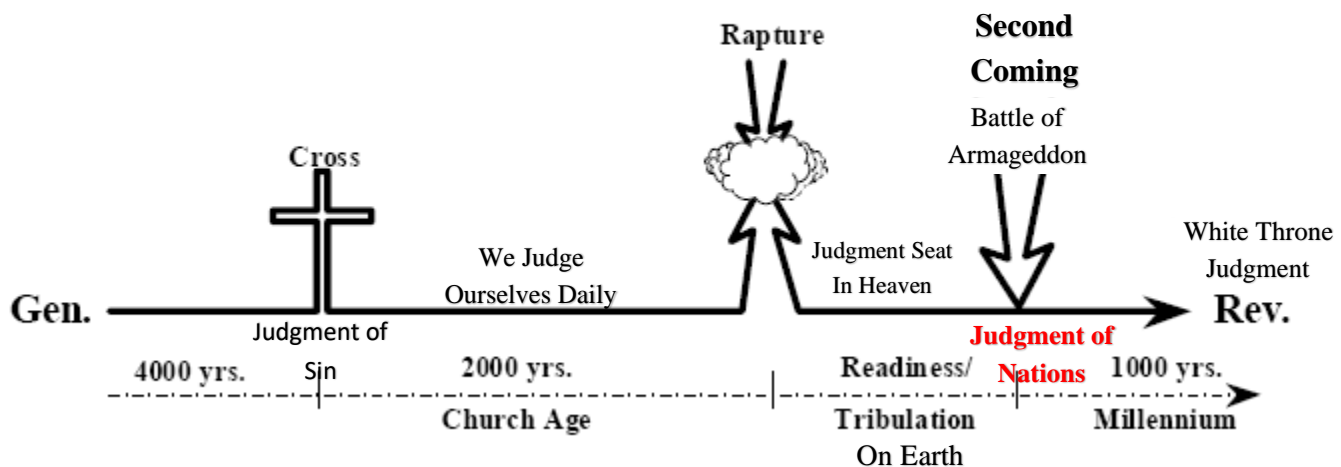 Second
Coming
Rapture
Battle of
Armageddon
Cross
We Judge
Ourselves Daily
Judgment Seat
In Heaven
White Throne
Judgment
Gen.
Rev.
Judgment of
Sin
Judgment of
Nations
4000 yrs.
2000 yrs.
Readiness/
1000 yrs.
Church Age
Tribulation
Millennium
On Earth